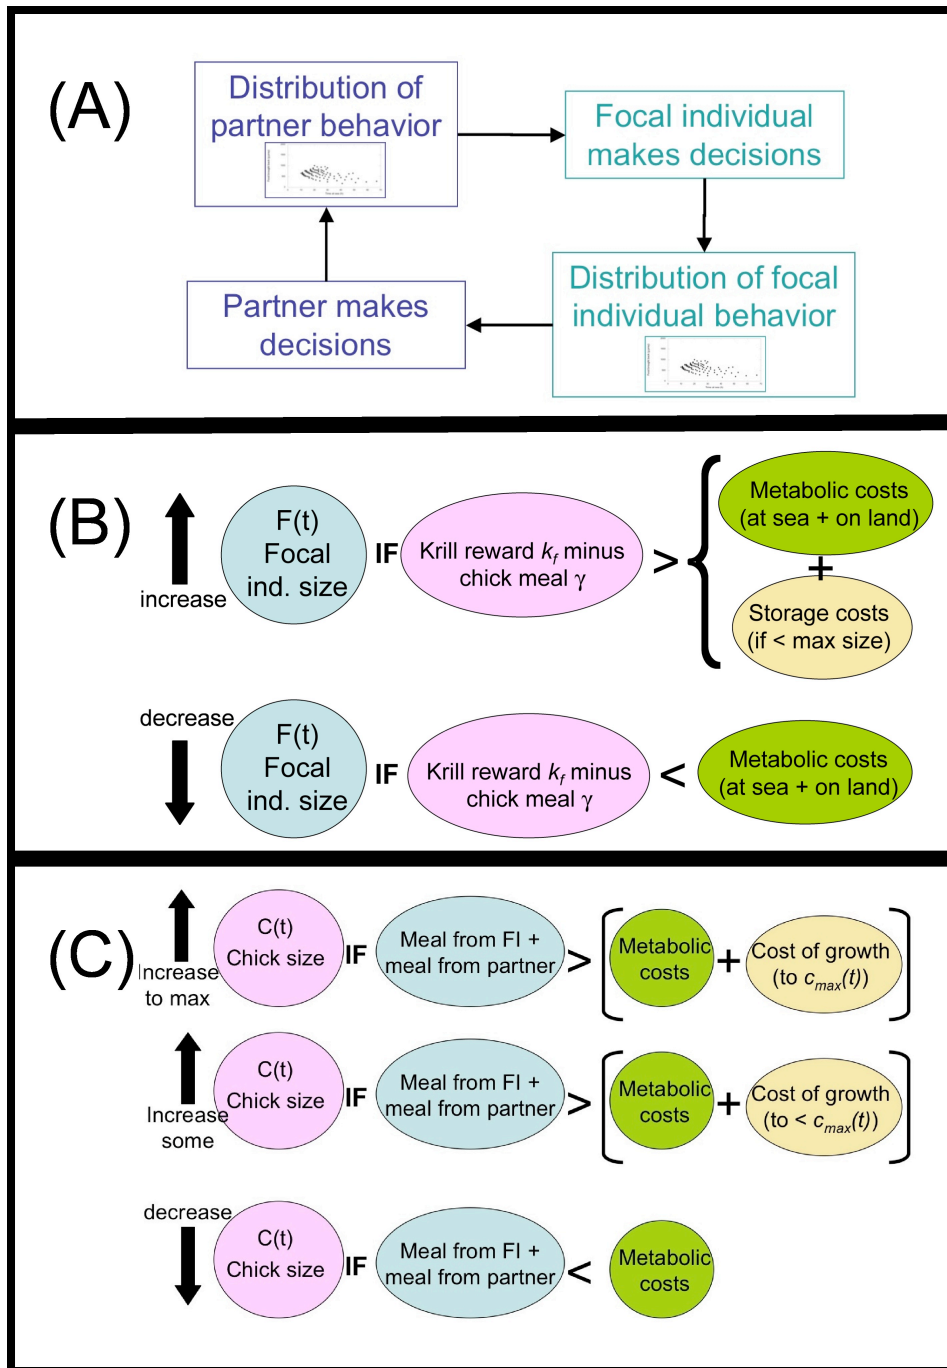 (A)
Distribution of
partner behavior
Focal individual
makes decisions
Distribution of focal
individual behavior
Partner makes
decisions
(B)
increase
F(t)
Focal
ind. size
IF
Krill reward kf minus
chick meal γ
>
{
Metabolic costs
(at sea + on land)
+
Storage costs
(if < max size)
decrease
F(t)
Focal
ind. size
IF
Krill reward kf minus
chick meal γ
<
Metabolic costs
(at sea + on land)
(C)
Increase
to max
C(t)
Chick size
IF
Meal from FI +
meal from partner
>
[
Metabolic
costs
+
Cost of growth
(to cmax(t))
]
Increase
some
C(t)
Chick size
IF
Meal from FI +
meal from partner
>
[
Metabolic
costs
+
Cost of growth
(to < cmax(t))
]
decrease
C(t)
Chick size
IF
Meal from FI +
meal from partner
<
Metabolic
costs